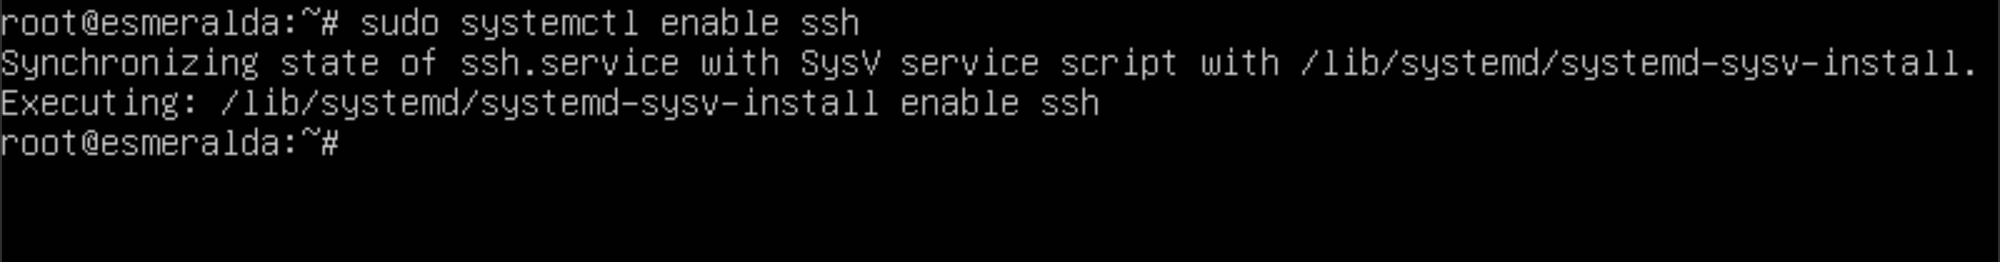 root@esmeralda:~# sudo systemctl enable ssh
Synchronizing state of ssh.service with SysV service script with /lib/systemd/systemd-sysv-install.
Executing: /lib/systemd/systemd-sysv-install enable ssh
root@esmeralda:~#